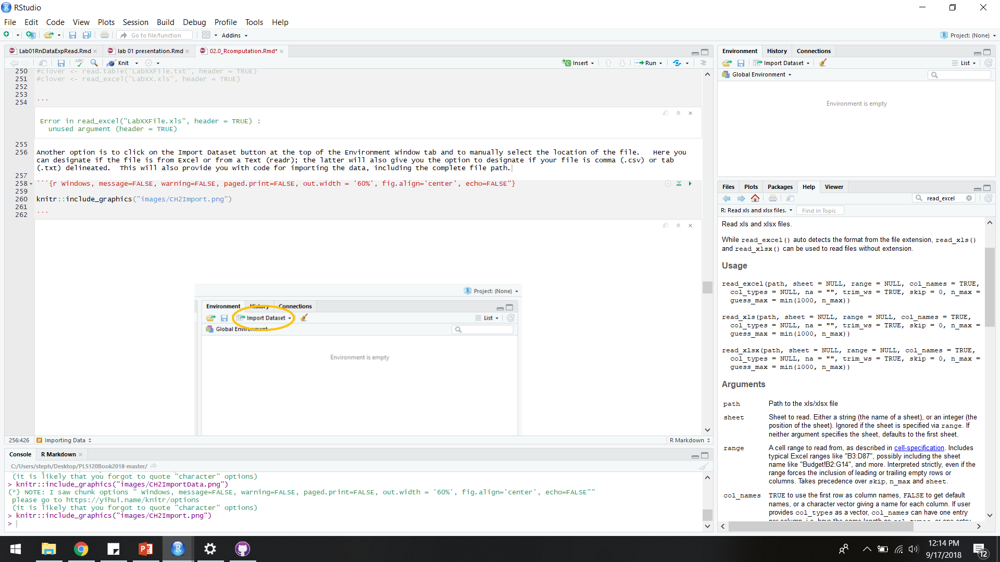 RStudio
File Edit Code View Plots Session Build Debug Profile Tools Help
Go to file/function Addins Project: (None)
Lab01RnDataExpRead.Rmd lab 01 presentation.Rmd 02.0_Rcomputation.Rmd*
ABC Knit Insert Run
250 #clover <- read.table("LabXXFile.txt", header = TRUE)
251 #clover <- read_excel("LabXX.xls", header = TRUE)
252
253
254 ```
Error in read_excel("LabXXFile.xls", header = TRUE) :
unused argument (header = TRUE)
255
256 Another option is to click on the Import Dataset button at the top of the Environment Window tab and to manually select the location of the file. Here you
can designate if the file is from Excel or from a Text (readr); the latter will also give you the option to designate if your file is comma (.csv) or tab
(.txt) delineated. This will also provide you with code for importing the data, including the complete file path.
257
258 ```{r Windows, message=FALSE, warning=FALSE, paged.print=FALSE, out.width = '60%', fig.align='center', echo=FALSE"}
259
260 knitr::include_graphics("images/CH2Import.png")
261
262 ```
Project: (None)
Environment History Connections
Import Dataset List
Global Environment
Environment is empty
256:426 # Importing Data R Markdown
Console R Markdown
C:/Users/steph/Desktop/PLS120Book2018-master/
(it is likely that you forgot to quote "character" options)
> knitr::include_graphics("images/CH2ImportData.png")
(*) NOTE: I saw chunk options " Windows, message=FALSE, warning=FALSE, paged.print=FALSE, out.width = '60%', fig.align='center', echo=FALSE""
please go to https://yihui.name/knitr/options
(it is likely that you forgot to quote "character" options)
> knitr::include_graphics("images/CH2Import.png")
>
Environment History Connections
Import Dataset List
Global Environment
Environment is empty
Files Plots Packages Help Viewer
read_excel
R: Read xls and xlsx files. Find in Topic
Read xls and xlsx files.
While read_excel() auto detects the format from the file extension, read_xls()
and read_xlsx() can be used to read files without extension.
Usage
read_excel(path, sheet = NULL, range = NULL, col_names = TRUE,
col_types = NULL, na = "", trim_ws = TRUE, skip = 0, n_max =
guess_max = min(1000, n_max))
read_xls(path, sheet = NULL, range = NULL, col_names = TRUE,
col_types = NULL, na = "", trim_ws = TRUE, skip = 0, n_max =
guess_max = min(1000, n_max))
read_xlsx(path, sheet = NULL, range = NULL, col_names = TRUE,
col_types = NULL, na = "", trim_ws = TRUE, skip = 0, n_max =
guess_max = min(1000, n_max))
Arguments
path Path to the xls/xlsx file
sheet Sheet to read. Either a string (the name of a sheet), or an integer (the
position of the sheet). Ignored if the sheet is specified via range. If
neither argument specifies the sheet, defaults to the first sheet.
range A cell range to read from, as described in cell-specification. Includes
typical Excel ranges like "B3:D87", possibly including the sheet
name like "Budget!B2:G14", and more. Interpreted strictly, even if the
range forces the inclusion of leading or trailing empty rows or
columns. Takes precedence over skip, n_max and sheet.
col_names TRUE to use the first row as column names, FALSE to get default
names, or a character vector giving a name for each column. If user
provides col_types as a vector, col_names can have one entry
12:14 PM
9/17/2018
12